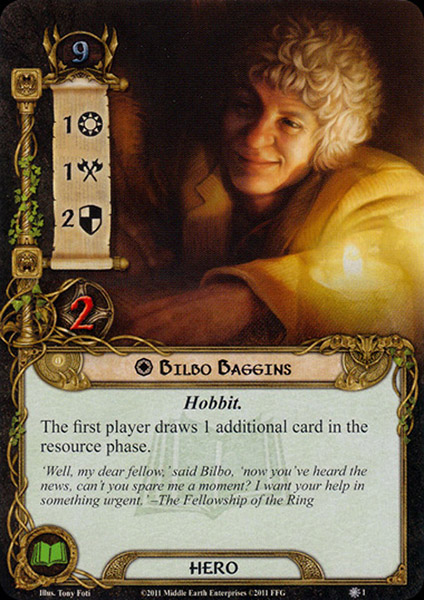 9
1
1
2
2
Bilbo Baggins
Hobbit.
The first player draws 1 additional card in the
resource phase.
‘Well, my dear fellow,’ said Bilbo, ‘now you’ve heard the
news, can’t you spare me a moment? I want your help in
something urgent.’ –The Fellowship of the Ring
HERO
Illus. Tony Foti
©2011 Middle Earth Enterprises ©2011 FFG
1